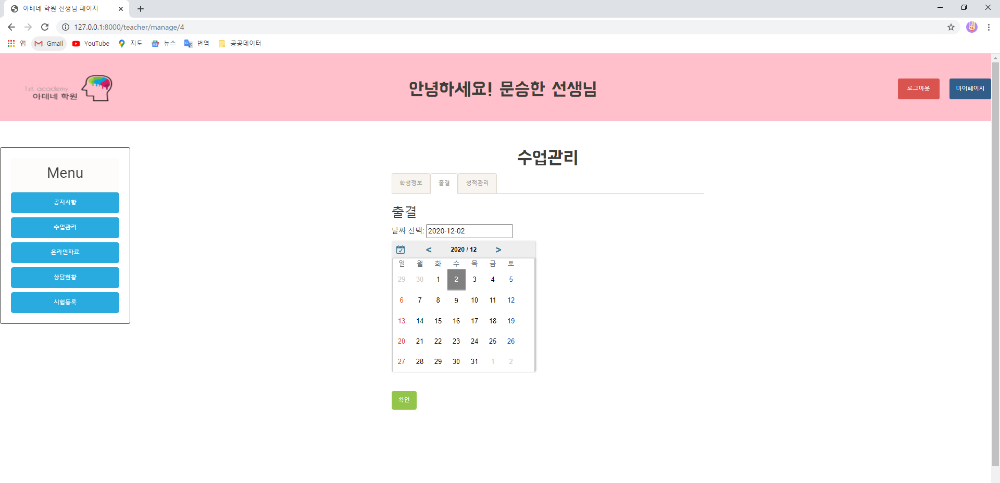 아테네 학원 선생님 페이지
127.0.0.1:8000/teacher/manage/4
앱 Gmail YouTube 지도 뉴스 번역 공공데이터
1st. academy
아테네 학원
안녕하세요! 문승한 선생님
로그아웃
마이페이지
Menu
공지사항
수업관리
온라인자료
상담현황
시험등록
수업관리
학생정보 출결 성적관리
출결
날짜 선택: 2020-12-02
< 2020 / 12 >
일 월 화 수 목 금 토
29 30 1 2 3 4 5
6 7 8 9 10 11 12
13 14 15 16 17 18 19
20 21 22 23 24 25 26
27 28 29 30 31 1 2
확인